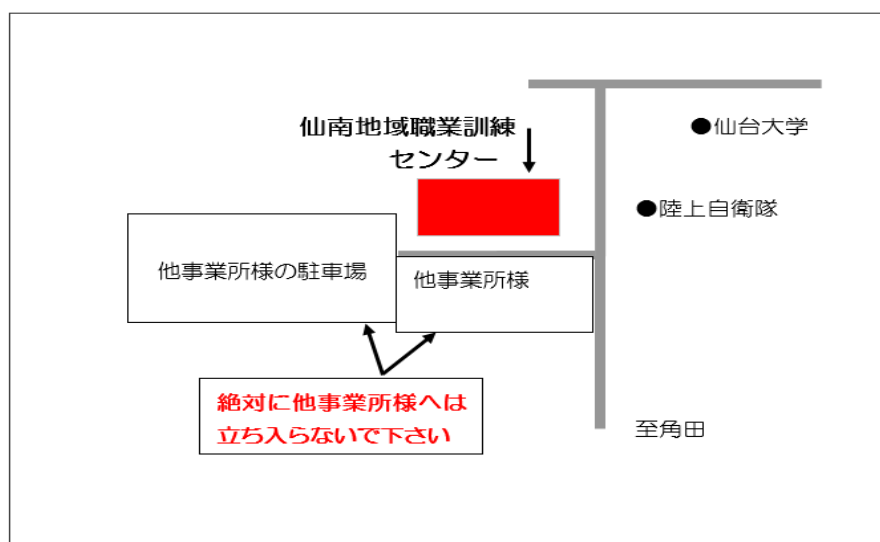 仙南地域職業訓練
センター
●仙台大学
●陸上自衛隊
他事業所様の駐車場
他事業所様
絶対に他事業所様へは
立ち入らないで下さい
至角田